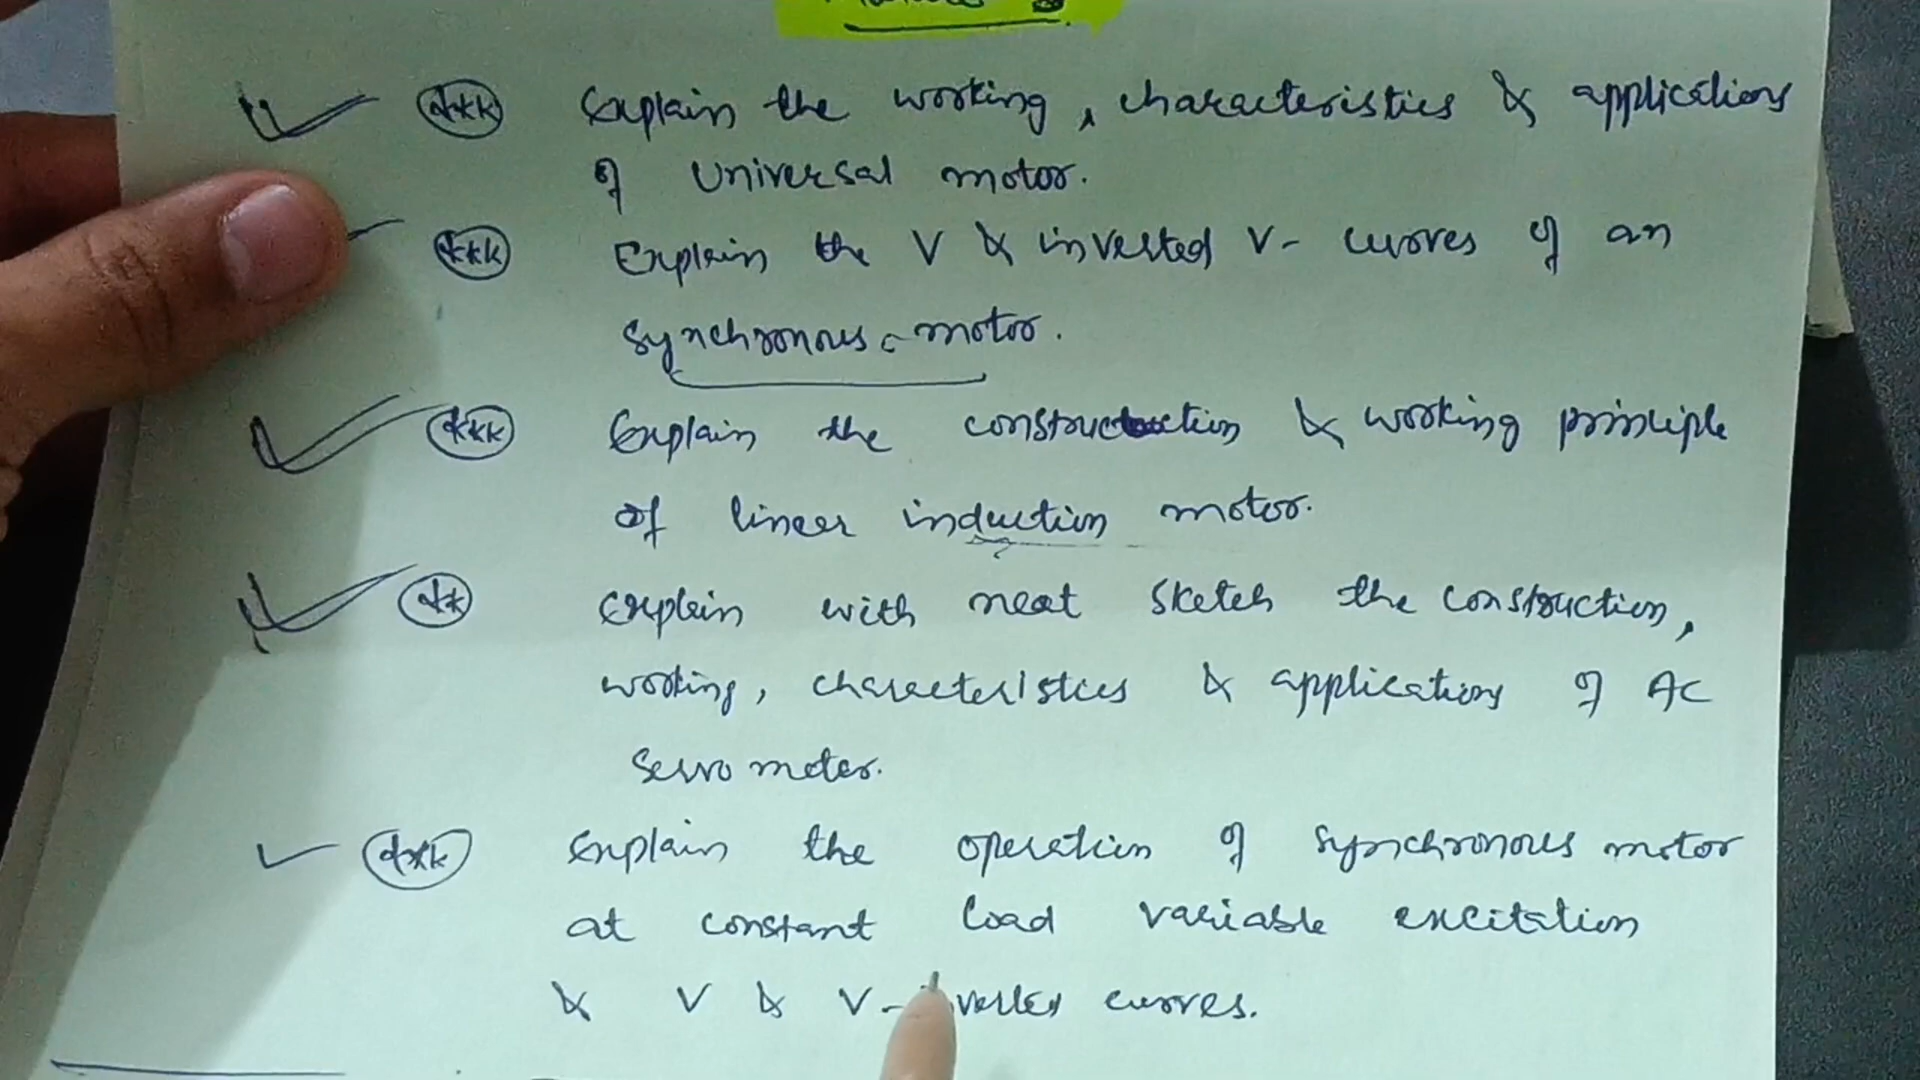 *** Explain the working, characteristics & applications
of Universal motor.
*** Explain the V & inverted V- curves of an
synchronous motor.
*** Explain the construction & working principle
of linear induction motor.
** explain with neat sketch the construction,
working, characteristics & applications of AC
servo motor.
*** explain the operation of synchronous motor
at constant load variable excitation
& V & V- curves.